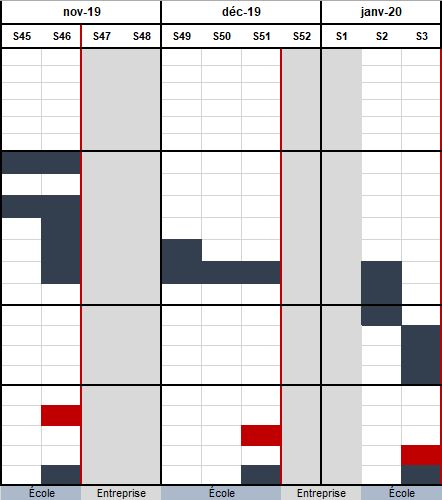 nov-19 déc-19 janv-20
S45 S46 S47 S48 S49 S50 S51 S52 S1 S2 S3
École Entreprise École Entreprise École